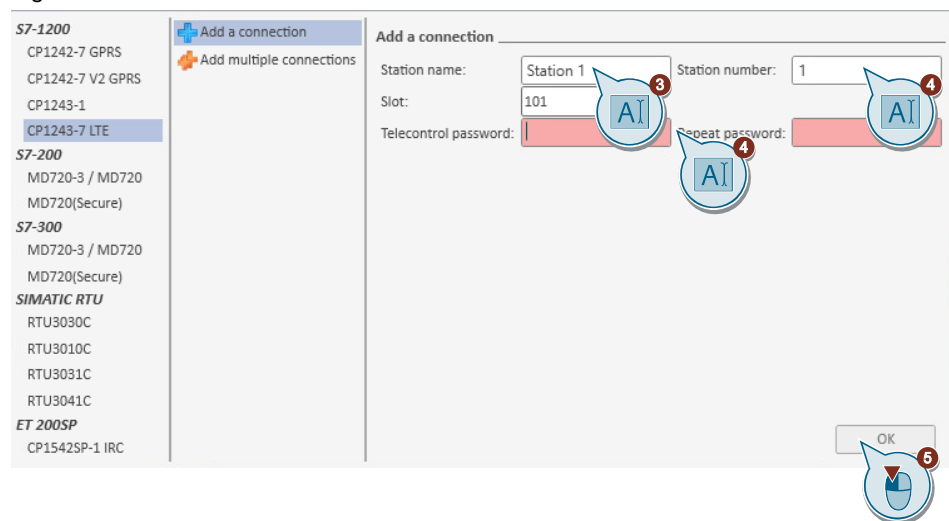 S7-1200
CP1242-7 GPRS
CP1242-7 V2 GPRS
CP1243-1
CP1243-7 LTE
S7-200
MD720-3 / MD720
MD720(Secure)
S7-300
MD720-3 / MD720
MD720(Secure)
SIMATIC RTU
RTU3030C
RTU3010C
RTU3031C
RTU3041C
ET 200SP
CP1542SP-1 IRC
Add a connection
Add multiple connections
Add a connection
Station name: Station 1 Station number: 1
3 4
Slot: 101
AI AI
Telecontrol password: Repeat password:
4
AI
OK
5